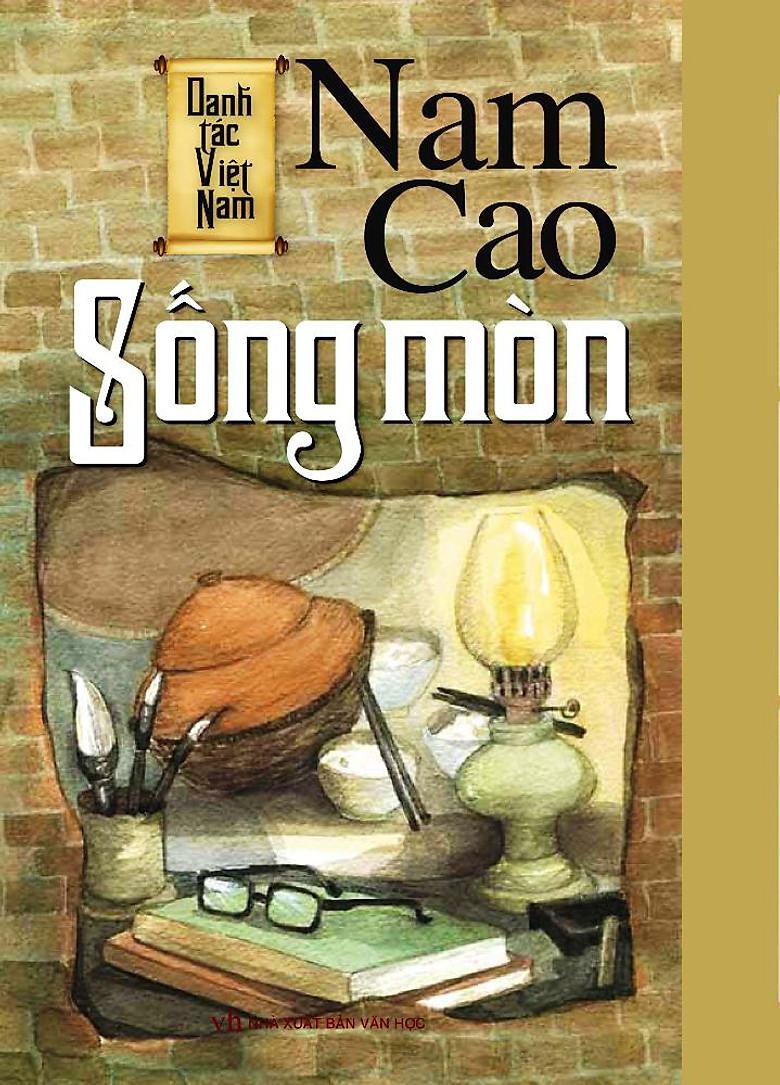 Danh
tác
Việt
Nam
Nam
Cao
Sống mòn
vh NHÀ XUẤT BẢN VĂN HỌC